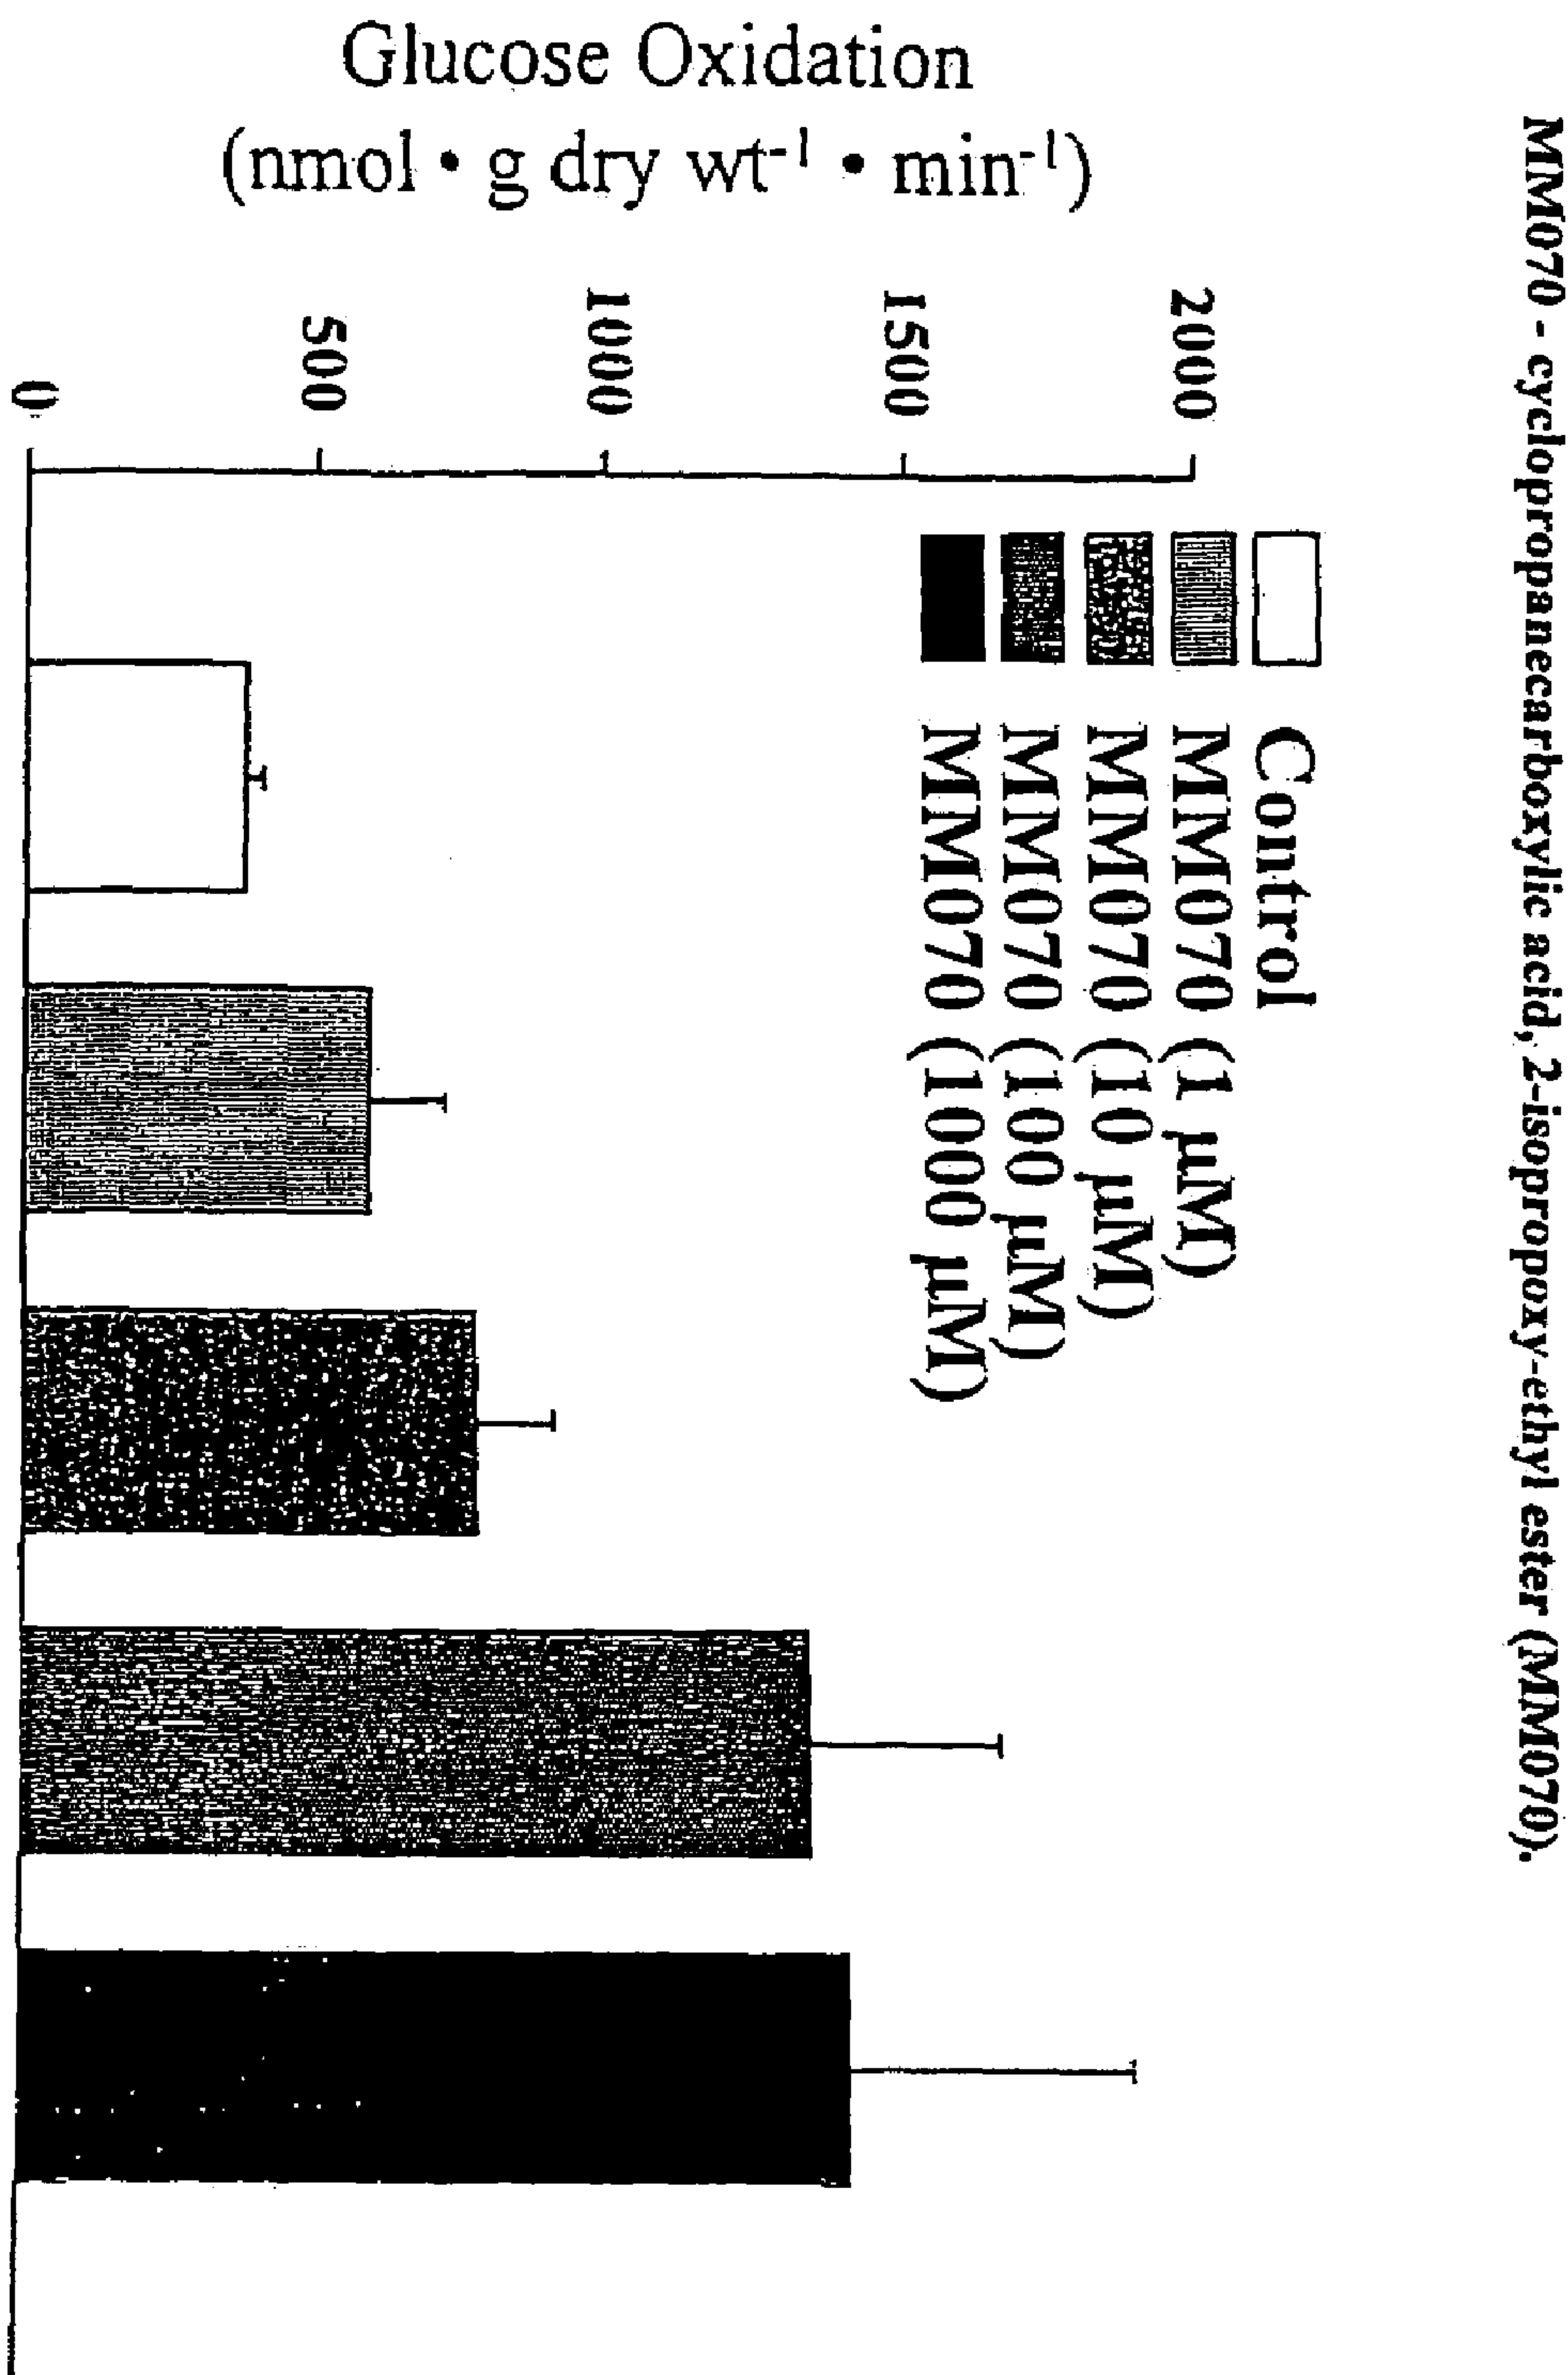 MM070 - cyclopropanecarboxylic acid, 2-isopropoxy-ethyl ester (MM070).
Glucose Oxidation
(nmol • g dry wt⁻¹ • min⁻¹)
2000
1500
1000
500
0
Control
MM070 (1 µM)
MM070 (10 µM)
MM070 (100 µM)
MM070 (1000 µM)